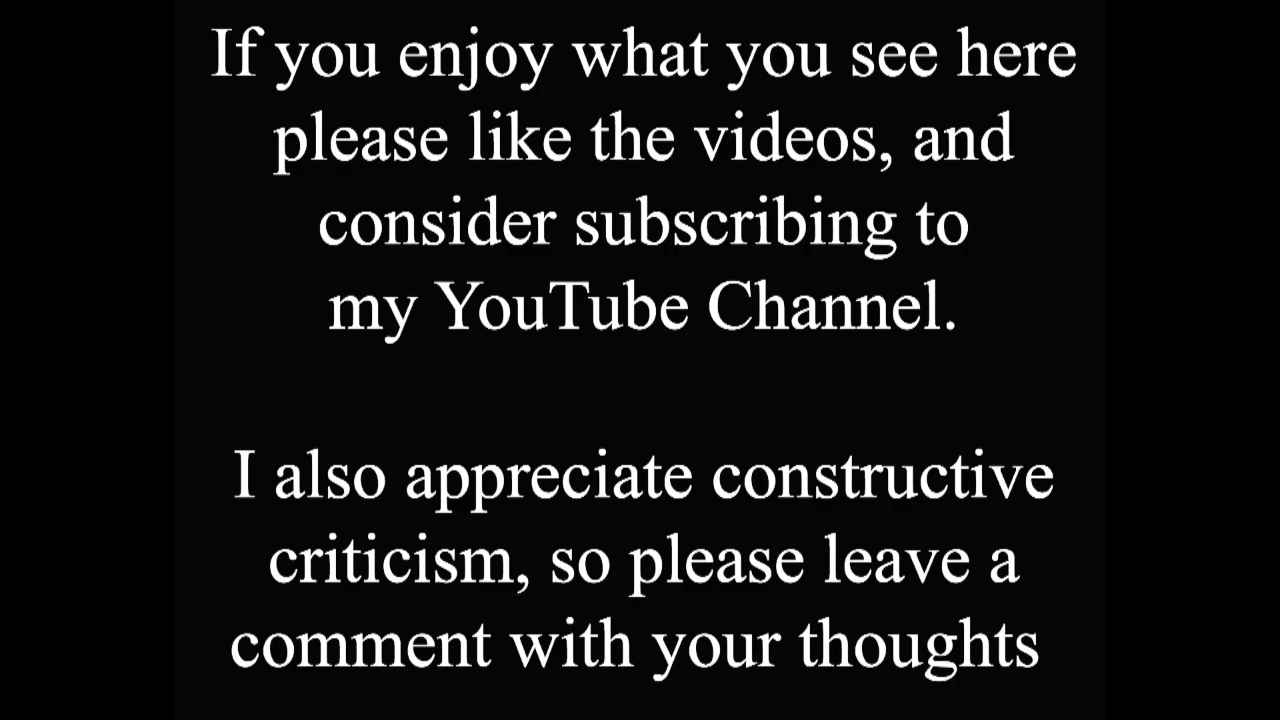 If you enjoy what you see here
please like the videos, and
consider subscribing to
my YouTube Channel.
I also appreciate constructive
criticism, so please leave a
comment with your thoughts